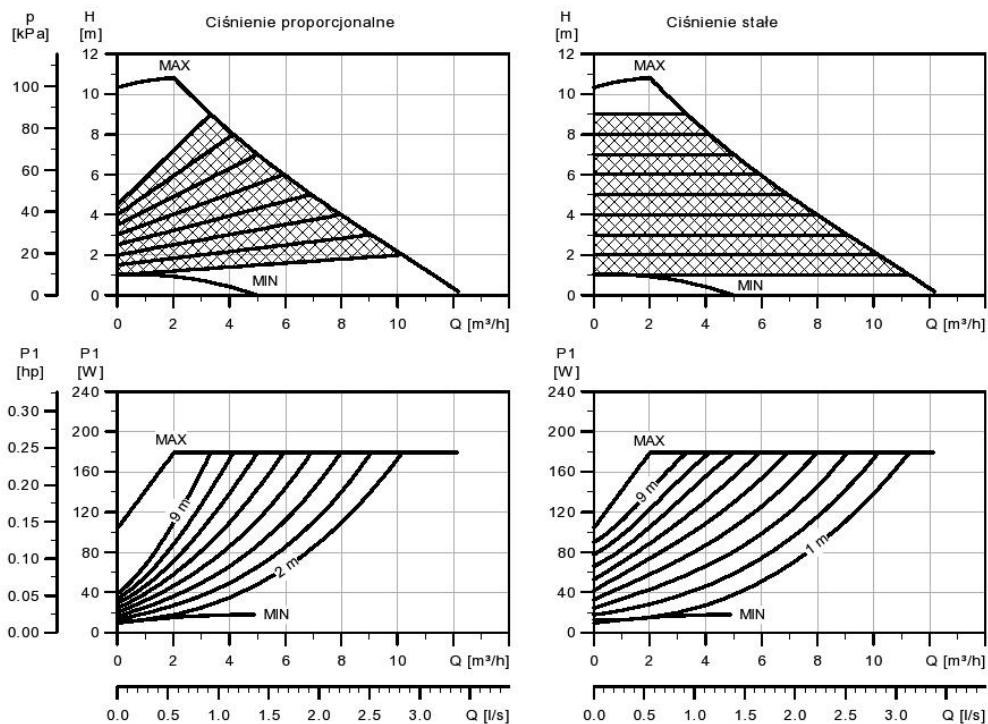 p H Ciśnienie proporcjonalne H Ciśnienie stałe
[kPa] [m] [m]
12 12
MAX MAX
100 10 10
80 8 8
60 6 6
40 4 4
20 2 2
MIN MIN
0 0 0
0 2 4 6 8 10 Q [m³/h] 0 2 4 6 8 10 Q [m³/h]
P1 P1 P1
[hp] [W] [W]
240 240
0.30
200 200
MAX MAX
0.25
160 160
0.20
9 m 9 m
0.15 120 120
0.10 80 80
2 m 1 m
0.05 40 40
MIN MIN
0.00 0 0
0 2 4 6 8 10 Q [m³/h] 0 2 4 6 8 10 Q [m³/h]
0.0 0.5 1.0 1.5 2.0 3.0 Q [l/s] 0.0 0.5 1.0 1.5 2.0 3.0 Q [l/s]